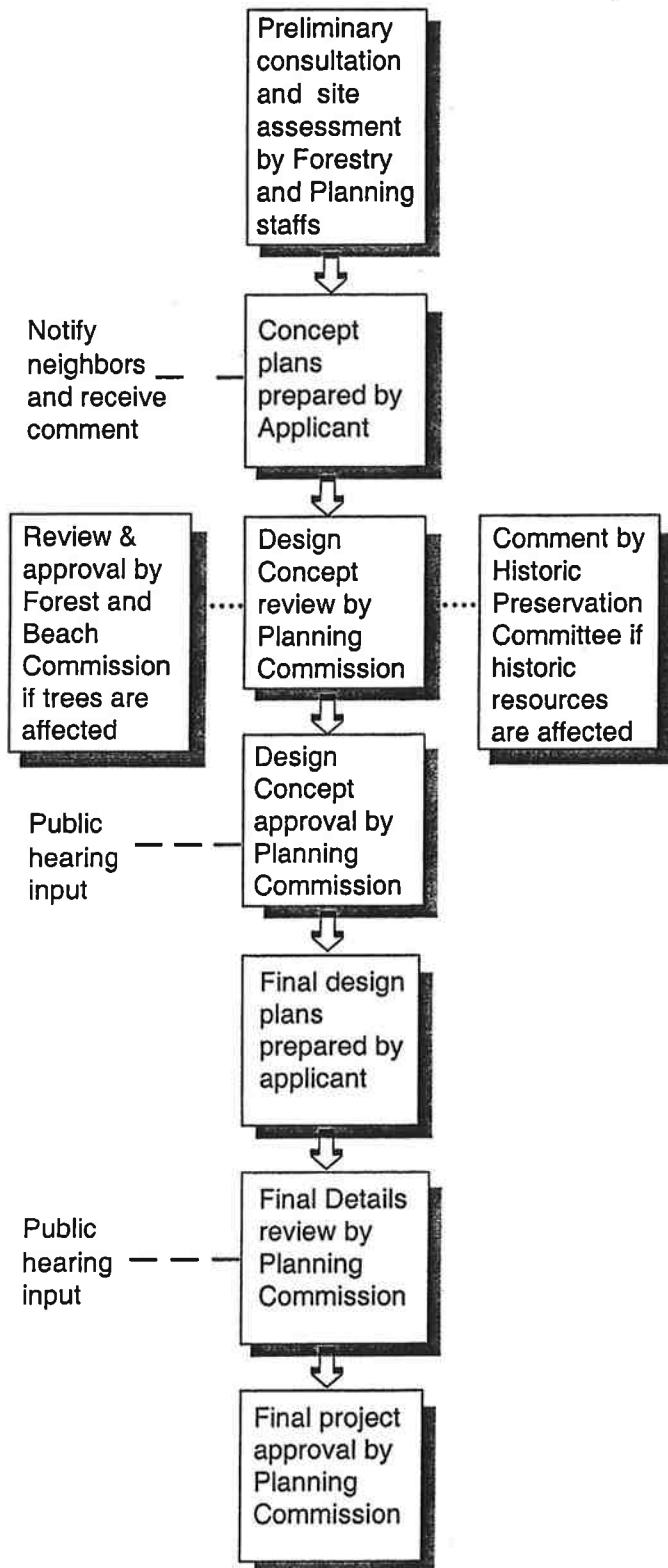 Preliminary
consultation
and site
assessment
by Forestry
and Planning
staffs
Notify
neighbors
and receive
comment
Concept
plans
prepared by
Applicant
Review &
approval by
Forest and
Beach
Commission
if trees are
affected
Design
Concept
review by
Planning
Commission
Comment by
Historic
Preservation
Committee if
historic
resources
are affected
Public
hearing
input
Design
Concept
approval by
Planning
Commission
Final design
plans
prepared by
applicant
Public
hearing
input
Final Details
review by
Planning
Commission
Final project
approval by
Planning
Commission